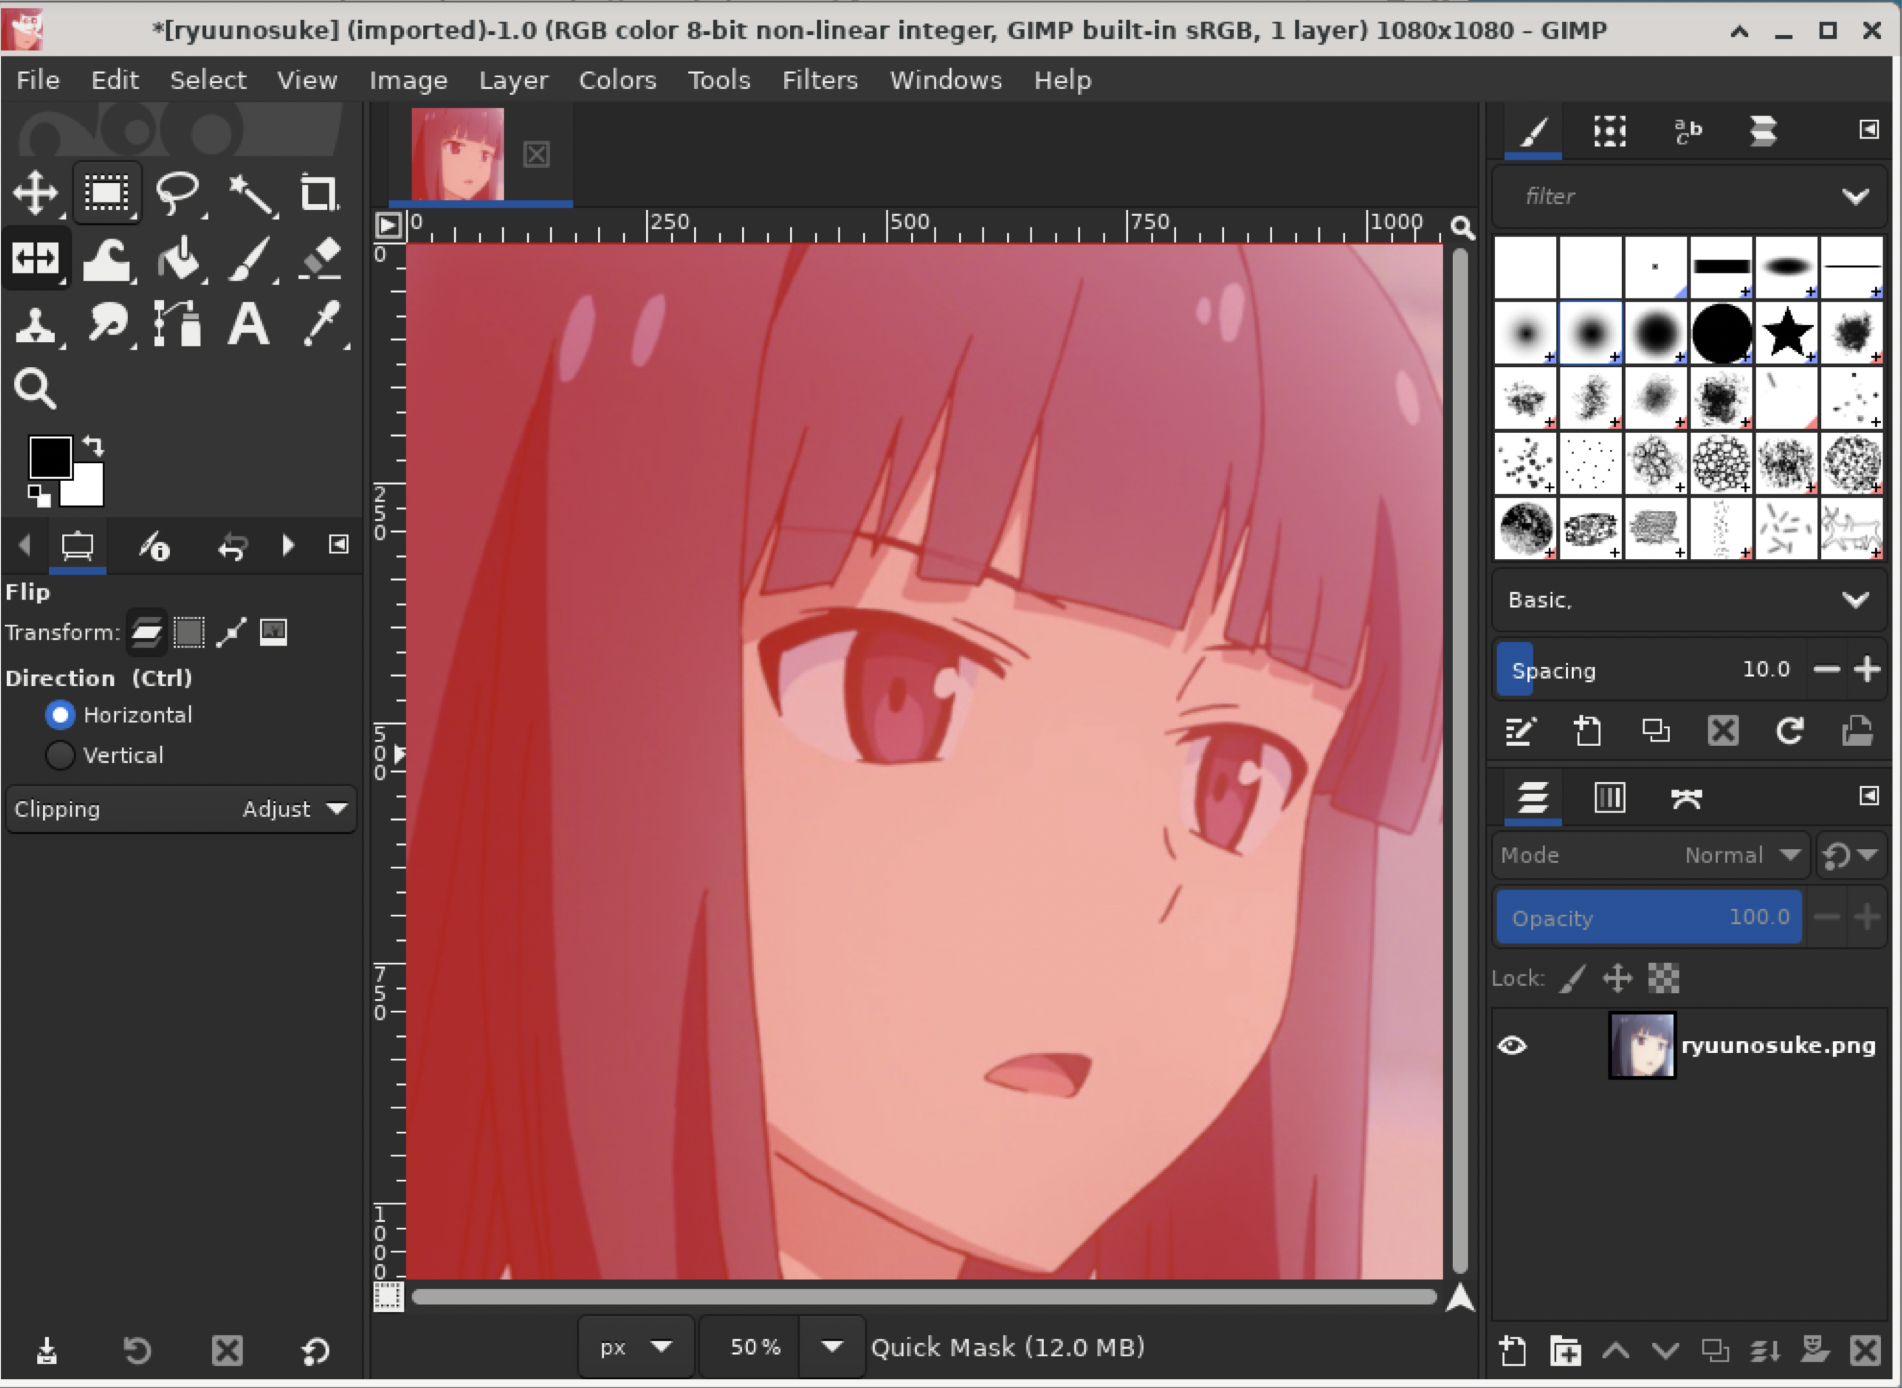 *[ryuunosuke] (imported)-1.0 (RGB color 8-bit non-linear integer, GIMP built-in sRGB, 1 layer) 1080x1080 – GIMP
File Edit Select View Image Layer Colors Tools Filters Windows Help
filter
0 250 500 750 1000
0
250
500
750
1000
Flip
Transform:
Direction (Ctrl)
Horizontal
Vertical
Clipping Adjust
Basic,
Spacing 10.0
Mode Normal
Opacity 100.0
Lock:
ryuunosuke.png
px 50 % Quick Mask (12.0 MB)